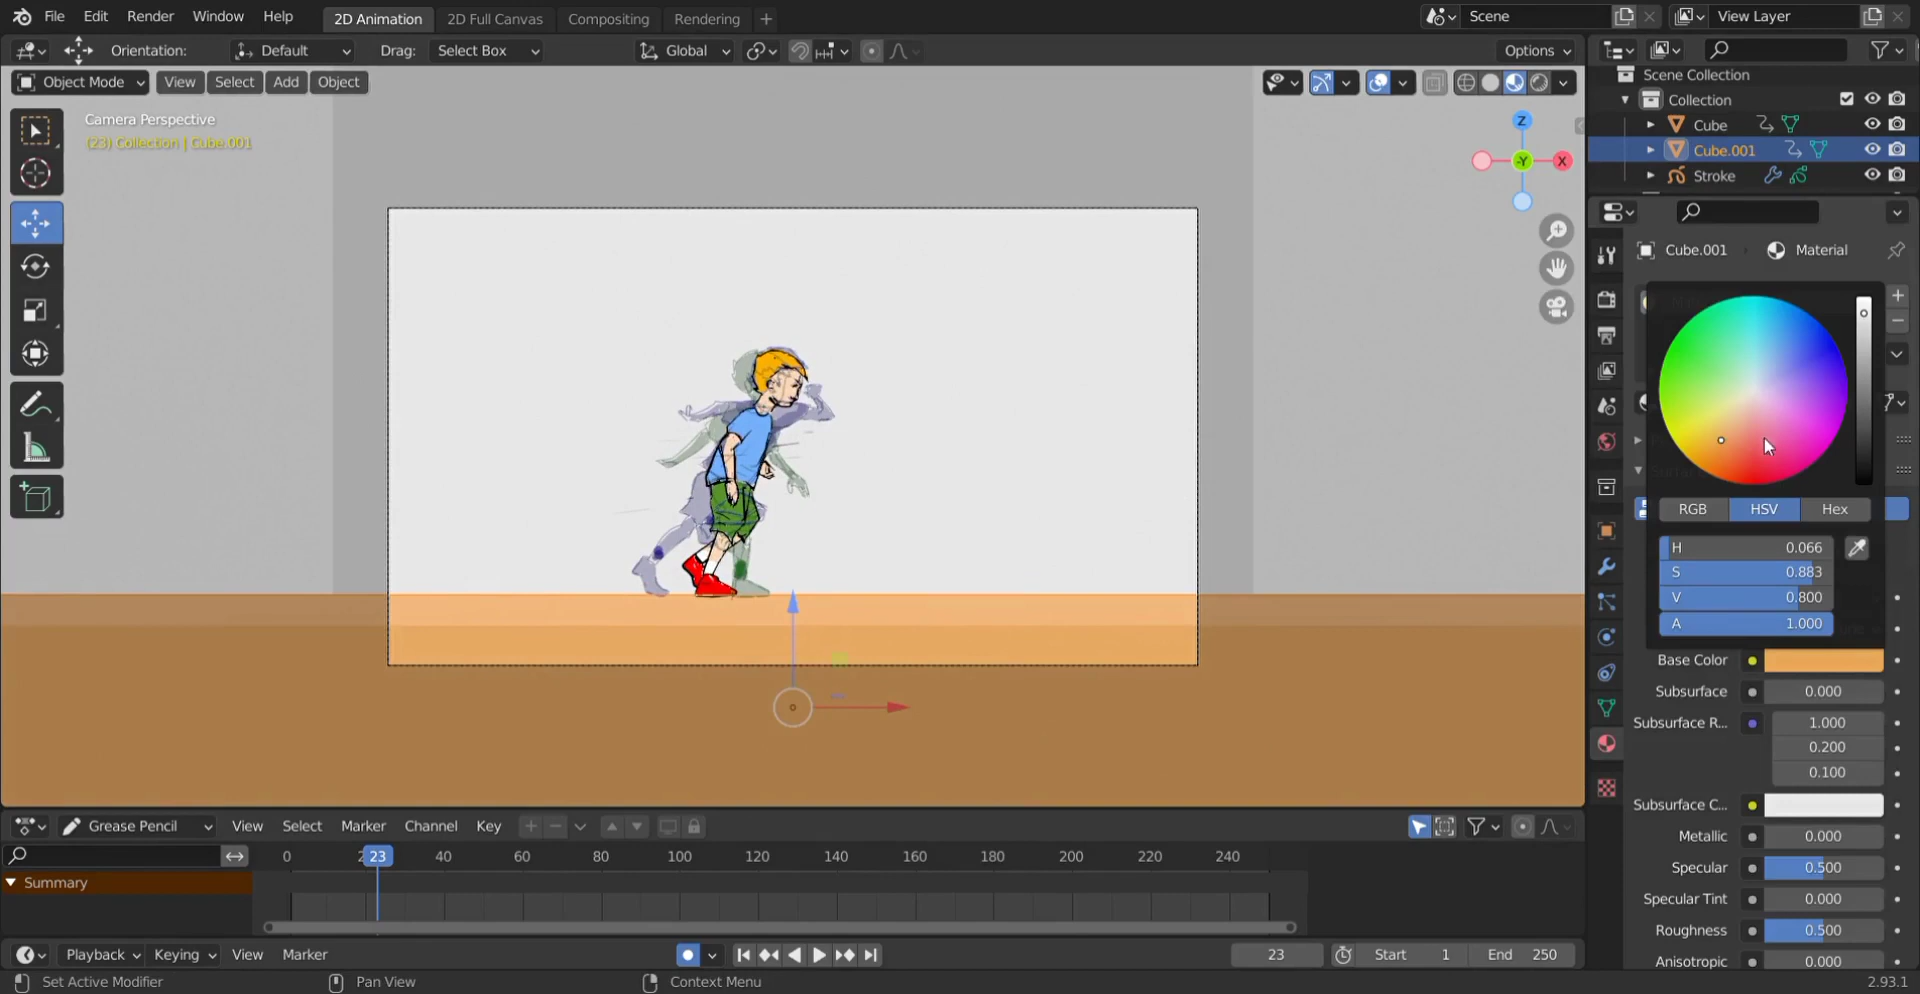 File Edit Render Window Help 2D Animation 2D Full Canvas Compositing Rendering Scene View Layer
Orientation: Default Drag: Select Box Global Options
Object Mode View Select Add Object
Camera Perspective
(23) Collection | Cube.001
Z
-Y
X
Scene Collection
Collection
Cube
Cube.001
Stroke
Cube.001 Material
RGB HSV Hex
H 0.066
S 0.883
V 0.800
A 1.000
Base Color
Subsurface 0.000
Subsurface R... 1.000
0.200
0.100
Subsurface C...
Metallic 0.000
Specular 0.500
Specular Tint 0.000
Roughness 0.500
Anisotropic 0.000
Grease Pencil View Select Marker Channel Key
0 23 40 60 80 100 120 140 160 180 200 220 240
Summary
Playback Keying View Marker 23 Start 1 End 250
Set Active Modifier Pan View Context Menu 2.93.1